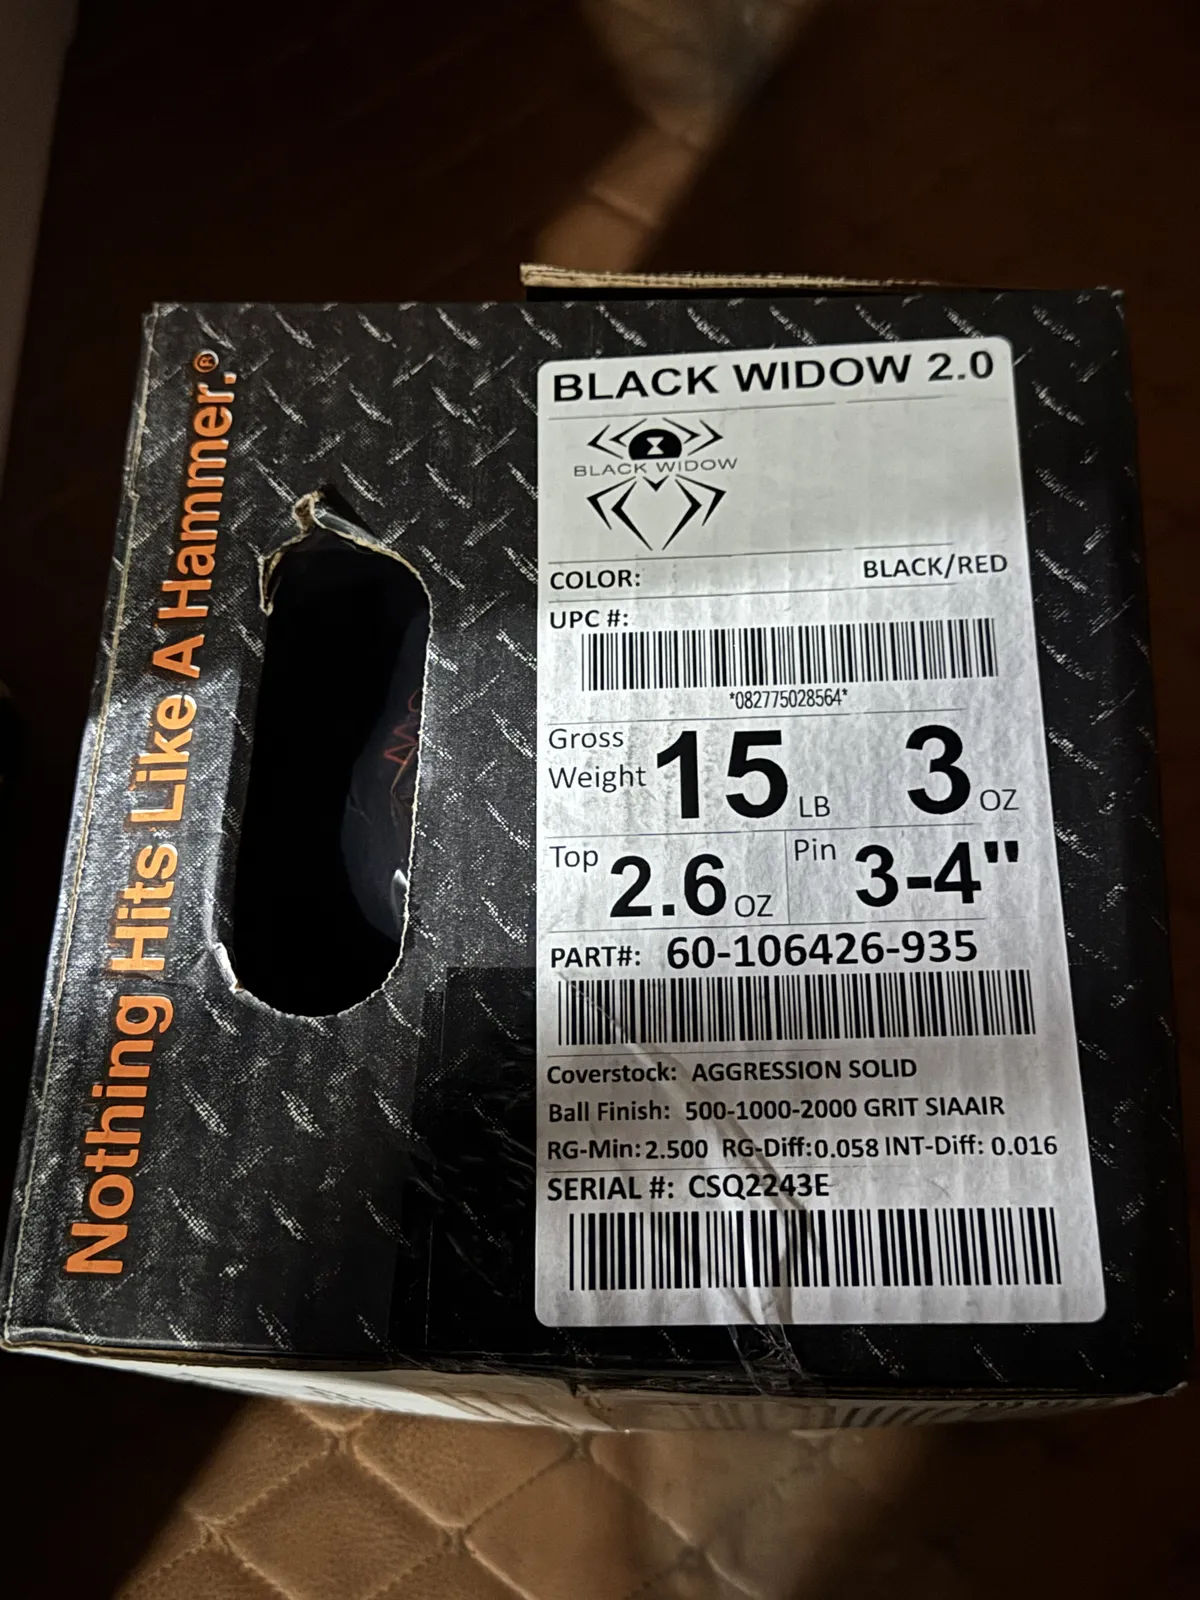 Nothing Hits Like A Hammer.®
BLACK WIDOW 2.0
BLACK WIDOW
COLOR: BLACK/RED
UPC #:
*082775028564*
Gross Weight 15 LB 3 OZ
Top 2.6 OZ Pin 3-4"
PART#: 60-106426-935
Coverstock: AGGRESSION SOLID
Ball Finish: 500-1000-2000 GRIT SIAAIR
RG-Min: 2.500 RG-Diff: 0.058 INT-Diff: 0.016
SERIAL #: CSQ2243E